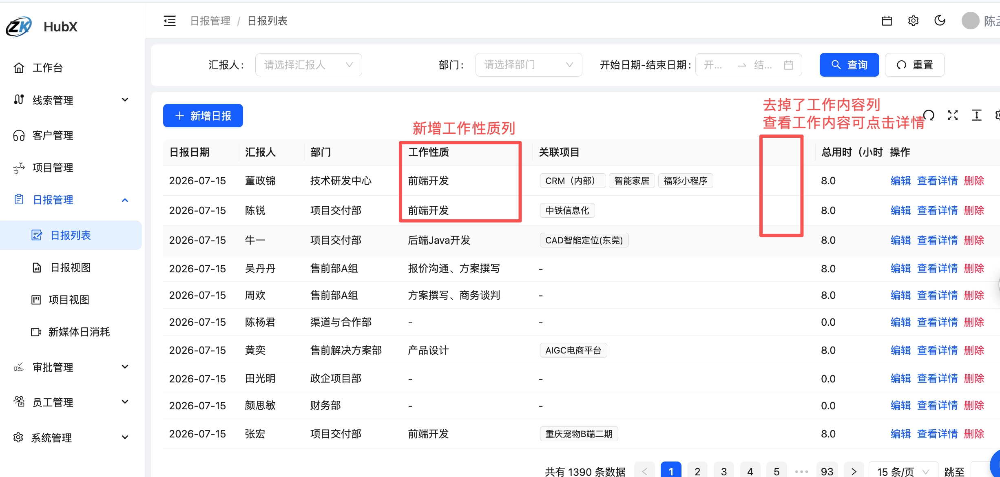 ZK HubX
日报管理 / 日报列表
工作台
线索管理
客户管理
项目管理
日报管理
日报列表
日报视图
项目视图
新媒体日消耗
审批管理
员工管理
系统管理
汇报人: 请选择汇报人 部门: 请选择部门 开始日期-结束日期: 开... → 结... 查询 重置
+ 新增日报
新增工作性质列
去掉了工作内容列
查看工作内容可点击详情
日报日期 汇报人 部门 工作性质 关联项目 总用时（小时 操作
2026-07-15 董政锦 技术研发中心 前端开发 CRM（内部） 智能家居 福彩小程序 8.0 编辑 查看详情 删除
2026-07-15 陈锐 项目交付部 前端开发 中铁信息化 8.0 编辑 查看详情 删除
2026-07-15 牛一 项目交付部 后端Java开发 CAD智能定位(东莞) 8.0 编辑 查看详情 删除
2026-07-15 吴丹丹 售前部A组 报价沟通、方案撰写 - 8.0 编辑 查看详情 删除
2026-07-15 周欢 售前部A组 方案撰写、商务谈判 - 8.0 编辑 查看详情 删除
2026-07-15 陈杨君 渠道与合作部 - - 0.0 编辑 查看详情 删除
2026-07-15 黄奕 售前解决方案部 产品设计 AIGC电商平台 8.0 编辑 查看详情 删除
2026-07-15 田光明 政企项目部 - - 0.0 编辑 查看详情 删除
2026-07-15 颜思敏 财务部 - - 0.0 编辑 查看详情 删除
2026-07-15 张宏 项目交付部 前端开发 重庆宠物B端二期 8.0 编辑 查看详情 删除
共有 1390 条数据 < 1 2 3 4 5 ••• 93 > 15 条/页 跳至